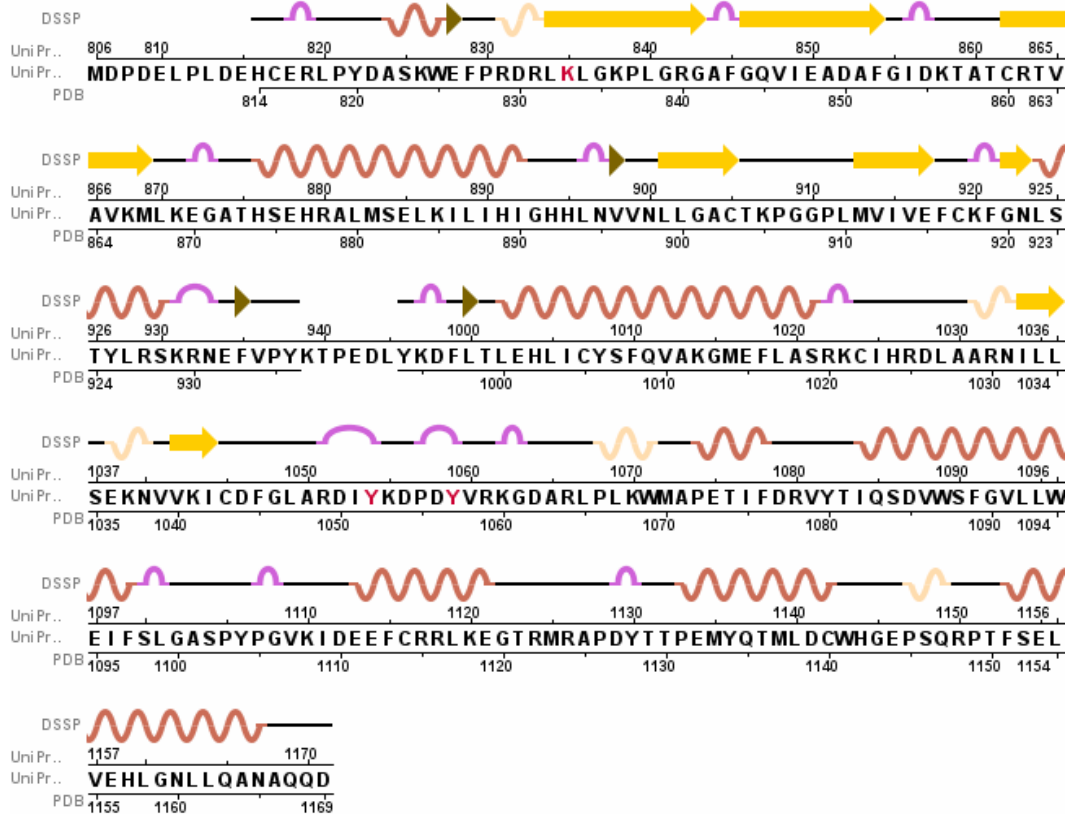 DSSP
Uni Pr.. 806 810 820 830 840 850 860 865
Uni Pr.. MDPDELPLDEHCERLPYDASKWEFPRDRLKLGKPLGRGAFGQVIEADAFGIDKTATCRTV
PDB 814 820 830 840 850 860 863
DSSP
Uni Pr.. 866 870 880 890 900 910 920 925
Uni Pr.. AVKMLKEGATHSEHRALMSELKILIHIGHHLNVVNLLGACTKPGGPLMVIVEFCKFGNLS
PDB 864 870 880 890 900 910 920 923
DSSP
Uni Pr.. 926 930 940 1000 1010 1020 1030 1036
Uni Pr.. TYLRSKRNEFVPYKTPEDLYKDFLTLEHLICYSFQVAKGMEFLASRKCIHRDLAARNILL
PDB 924 930 1000 1010 1020 1030 1034
DSSP
Uni Pr.. 1037 1050 1060 1070 1080 1090 1096
Uni Pr.. SEKNVVKICDFGLARDIYKDPDYVRKGDARLPLKWMAPETIFDRVYTIQSDVWSFGVLLW
PDB 1035 1040 1050 1060 1070 1080 1090 1094
DSSP
Uni Pr.. 1097 1110 1120 1130 1140 1150 1156
Uni Pr.. EIFSLGASPYPGVKIDEEFCRRLKEGTRMRAPDYTTPEMYQTMLDCWHGEPSQRPTFSEL
PDB 1095 1100 1110 1120 1130 1140 1150 1154
DSSP
Uni Pr.. 1157 1170
Uni Pr.. VEHLGNLLQANAQQD
PDB 1155 1160 1169